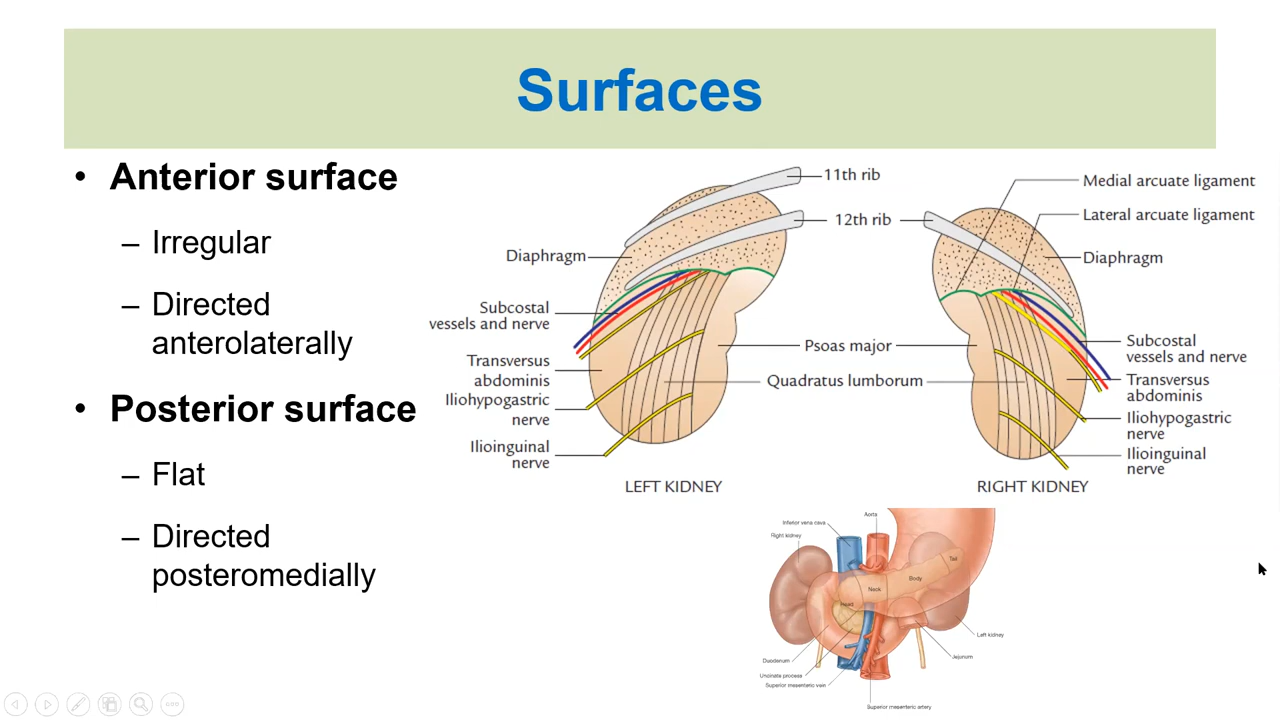 Surfaces
• Anterior surface
– Irregular
– Directed
anterolaterally
• Posterior surface
– Flat
– Directed
posteromedially
11th rib
12th rib
Diaphragm
Subcostal
vessels and nerve
Transversus
abdominis
Iliohypogastric
nerve
Ilioinguinal
nerve
Psoas major
Quadratus lumborum
LEFT KIDNEY
Medial arcuate ligament
Lateral arcuate ligament
Diaphragm
Subcostal
vessels and nerve
Transversus
abdominis
Iliohypogastric
nerve
Ilioinguinal
nerve
RIGHT KIDNEY
Aorta
Inferior vena cava
Right kidney
Tail
Body
Neck
Head
Left kidney
Jejunum
Duodenum
Uncinate process
Superior mesenteric vein
Superior mesenteric artery